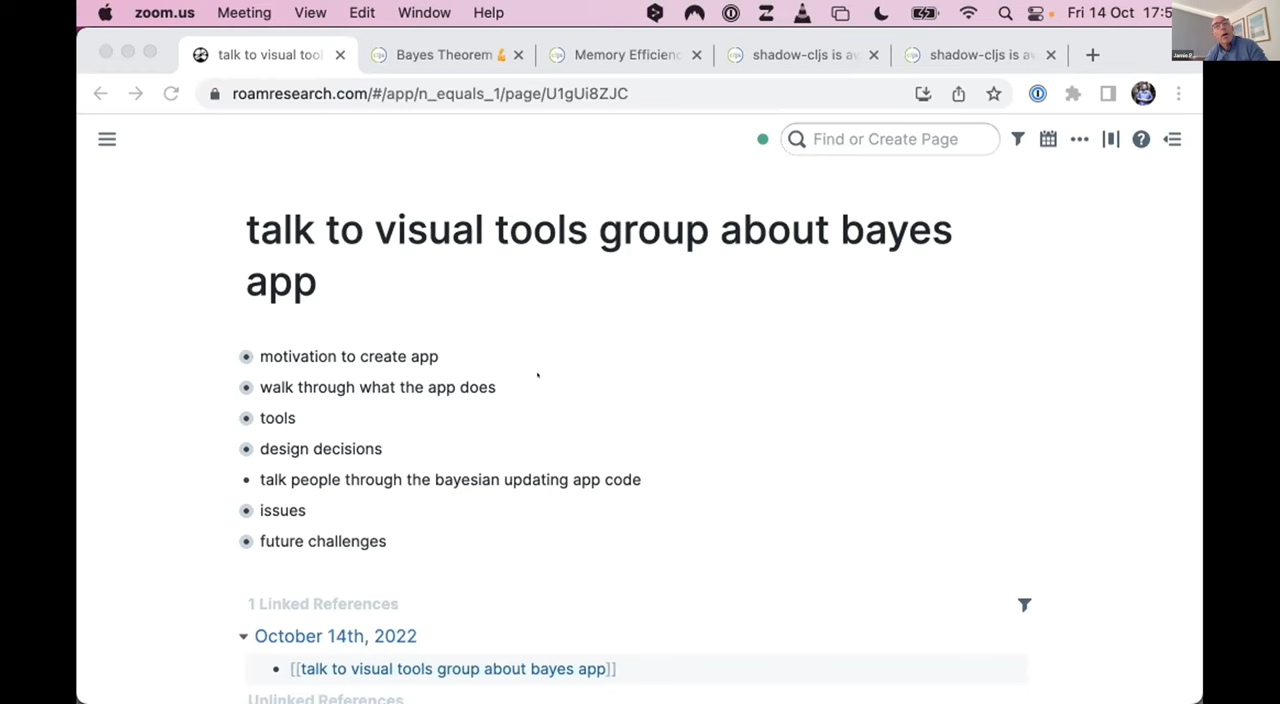 zoom.us Meeting View Edit Window Help Fri 14 Oct 17:5
talk to visual tool Bayes Theorem 💪 Memory Efficienc shadow-cljs is aw shadow-cljs is aw
roamresearch.com/#/app/n_equals_1/page/U1gUi8ZJC
Find or Create Page
talk to visual tools group about bayes
app
motivation to create app
walk through what the app does
tools
design decisions
talk people through the bayesian updating app code
issues
future challenges
1 Linked References
October 14th, 2022
[[talk to visual tools group about bayes app]]
Unlinked References